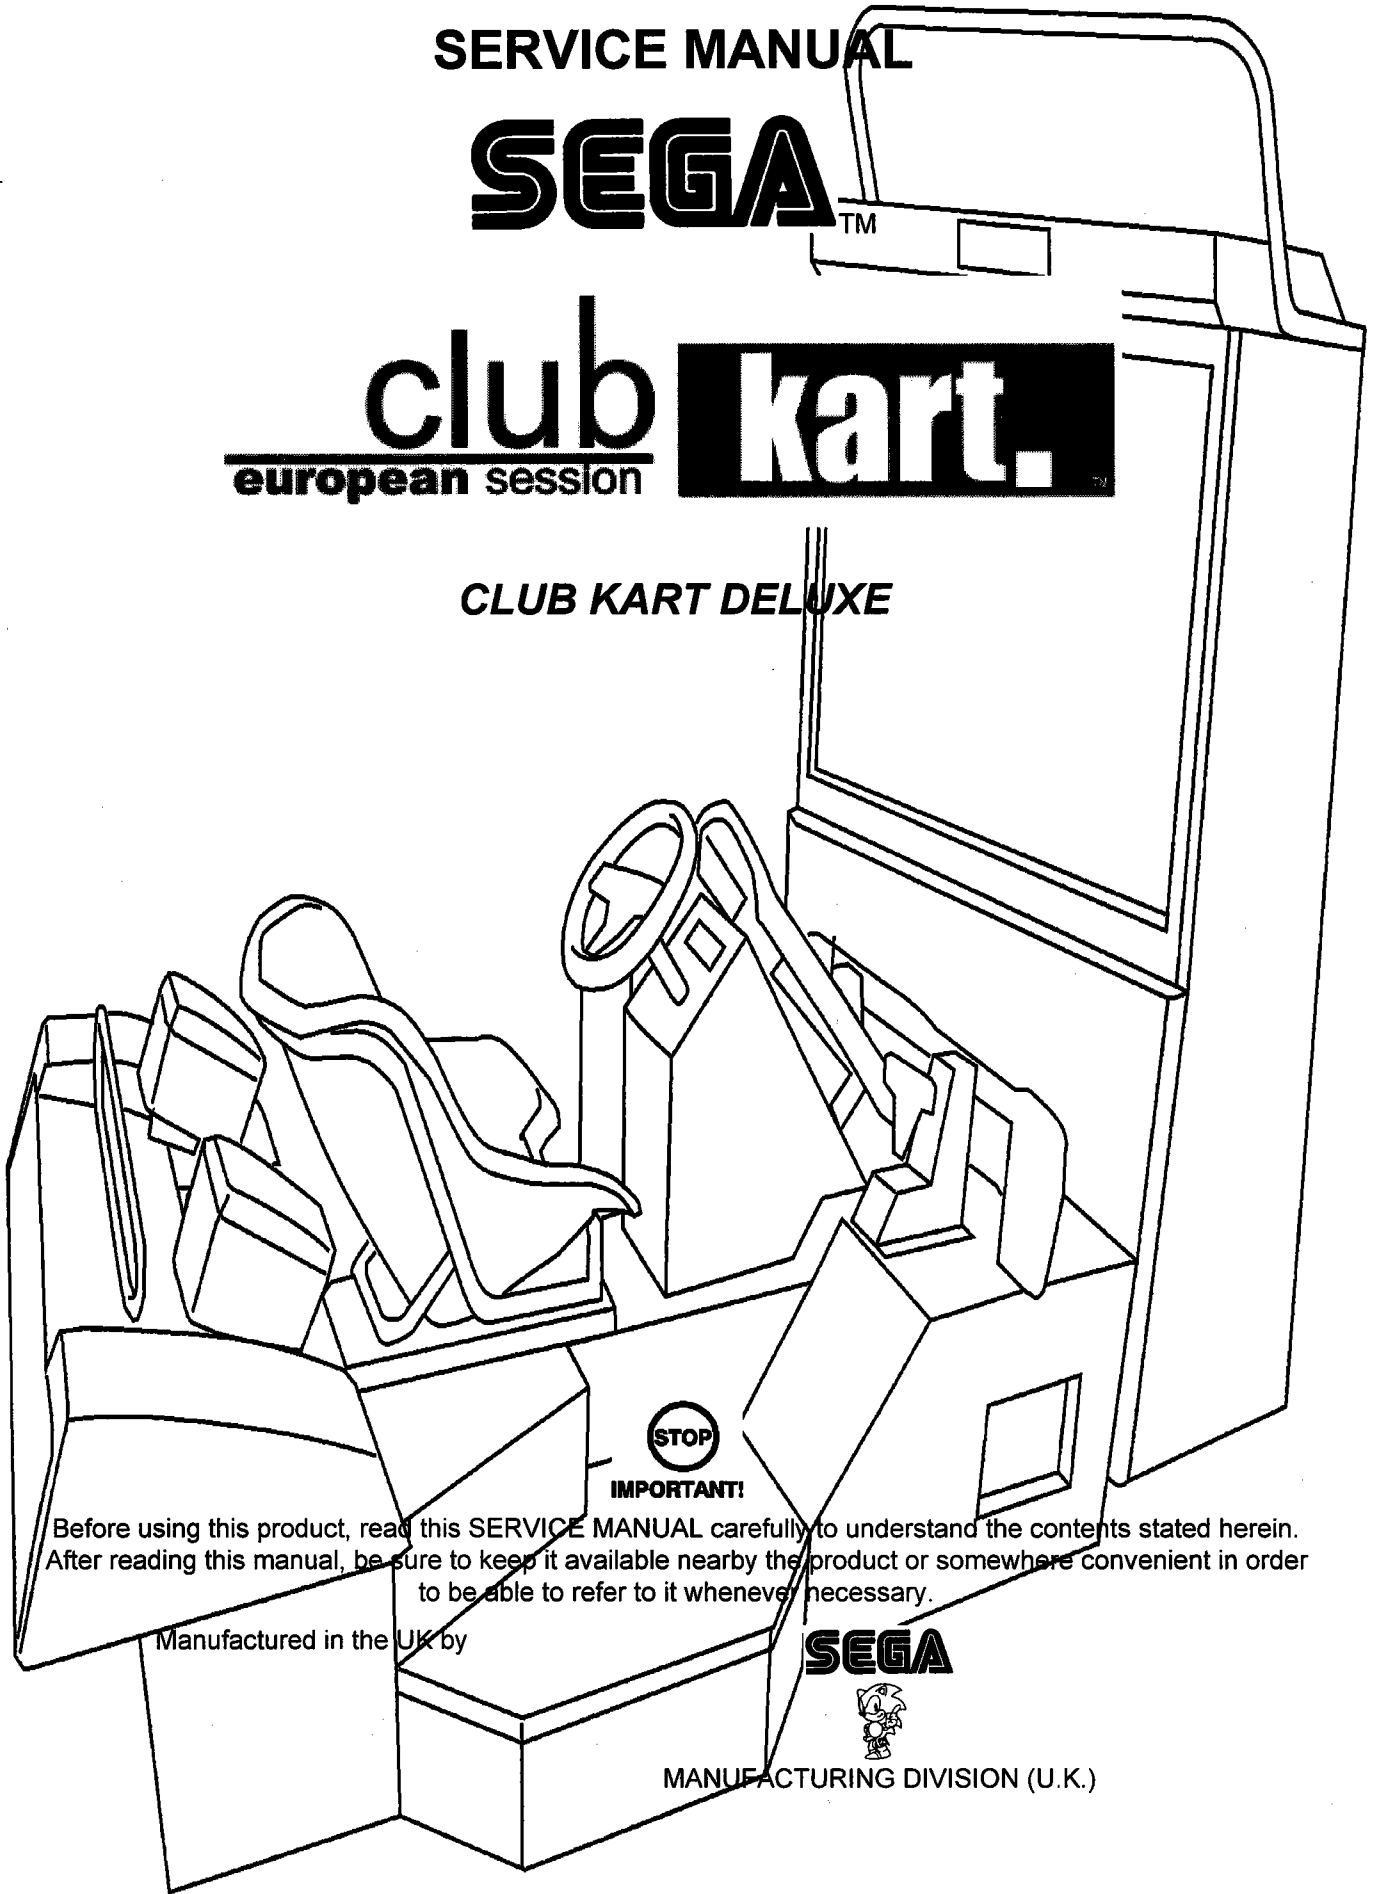 SERVICE MANUAL
SEGA TM
club kart. TM
european session
CLUB KART DELUXE
STOP
IMPORTANT!
Before using this product, read this SERVICE MANUAL carefully to understand the contents stated herein.
After reading this manual, be sure to keep it available nearby the product or somewhere convenient in order
to be able to refer to it whenever necessary.
Manufactured in the UK by
SEGA
MANUFACTURING DIVISION (U.K.)